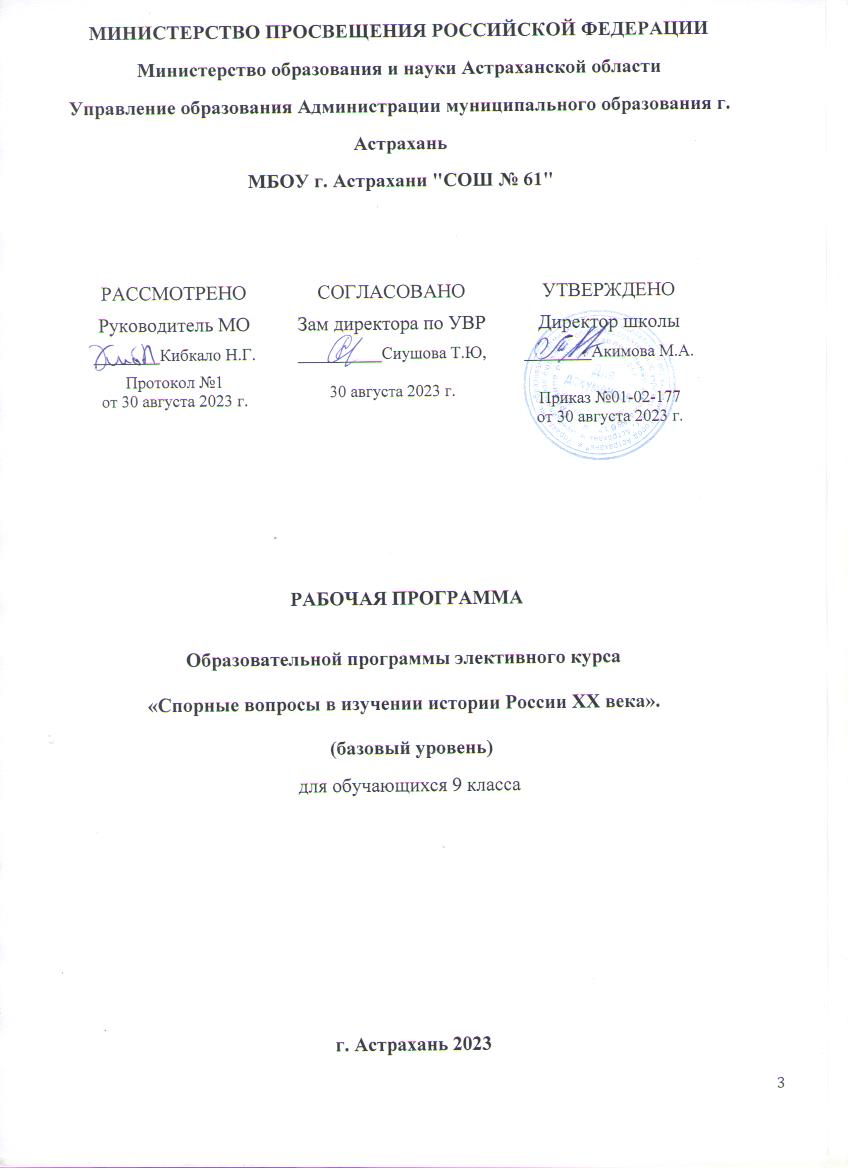 МИНИСТЕРСТВО ПРОСВЕЩЕНИЯ РОССИЙСКОЙ ФЕДЕРАЦИИ
Министерство образования и науки Астраханской области
Управление образования Администрации муниципального образования г.
Астрахань
МБОУ г. Астрахани "СОШ № 61"
РАССМОТРЕНО
Руководитель МО
Кибкало Н.Г.
Протокол №1
от 30 августа 2023 г.
СОГЛАСОВАНО
Зам директора по УВР
Сиушова Т.Ю,
30 августа 2023 г.
УТВЕРЖДЕНО
Директор школы
Акимова М.А.
Приказ №01-02-177
от 30 августа 2023 г.
РАБОЧАЯ ПРОГРАММА
Образовательной программы элективного курса
«Спорные вопросы в изучении истории России XX века».
(базовый уровень)
для обучающихся 9 класса
г. Астрахань 2023
3